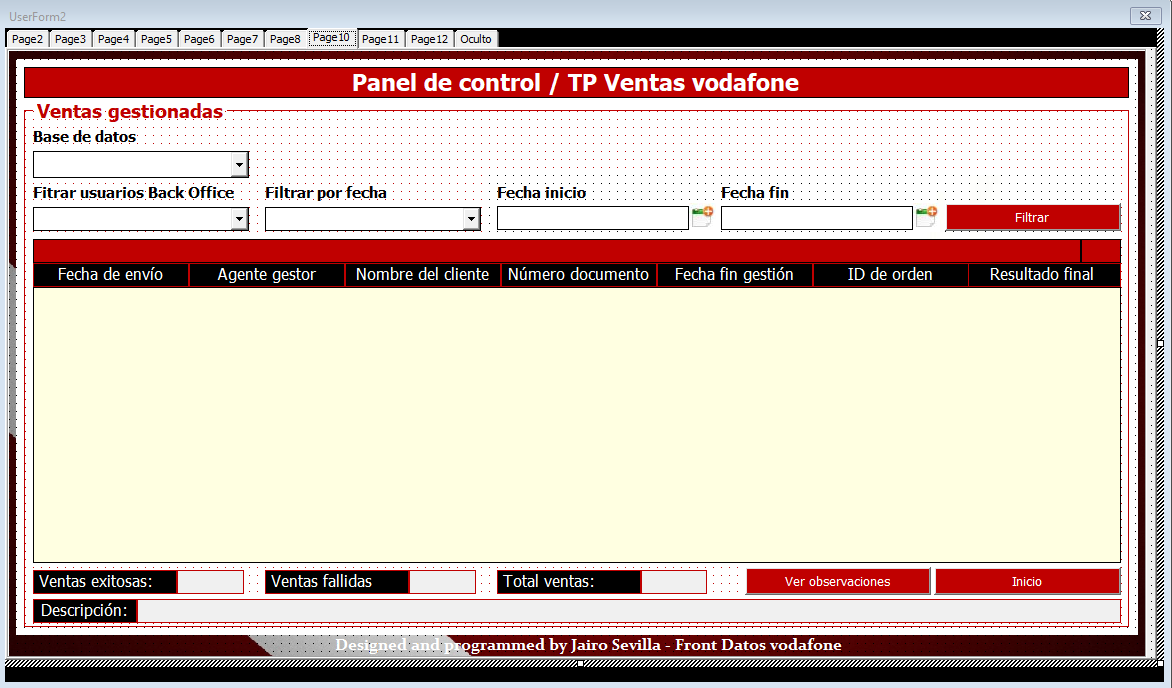 UserForm2
Page2 Page3 Page4 Page5 Page6 Page7 Page8 Page10 Page11 Page12 Oculto
Panel de control / TP Ventas vodafone
Ventas gestionadas
Base de datos
Fitrar usuarios Back Office Filtrar por fecha Fecha inicio Fecha fin
Filtrar
Fecha de envío Agente gestor Nombre del cliente Número documento Fecha fin gestión ID de orden Resultado final
Ventas exitosas: Ventas fallidas Total ventas: Ver observaciones Inicio
Descripción:
Designed and programmed by Jairo Sevilla - Front Datos vodafone